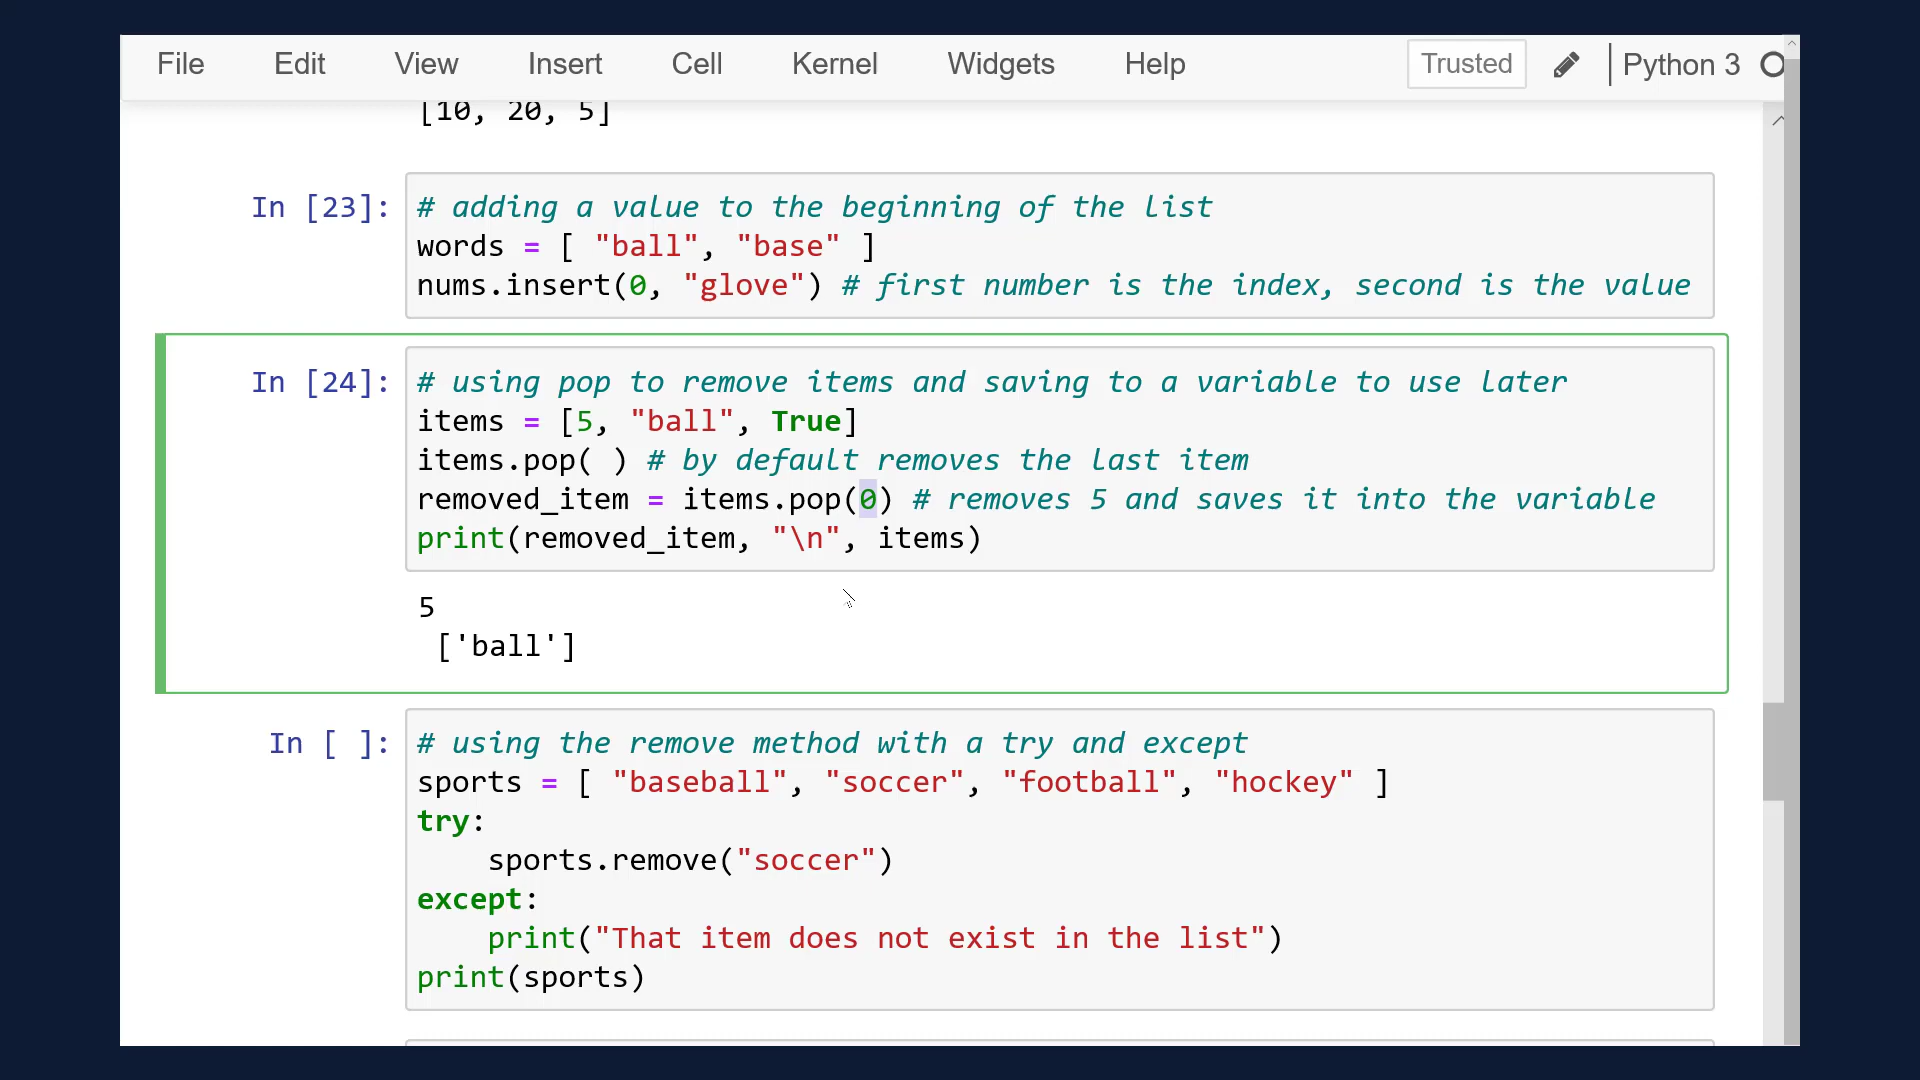 File Edit View Insert Cell Kernel Widgets Help Trusted Python 3
[10, 20, 5]
In [23]:
# adding a value to the beginning of the list
words = [ "ball", "base" ]
nums.insert(0, "glove") # first number is the index, second is the value
In [24]:
# using pop to remove items and saving to a variable to use later
items = [5, "ball", True]
items.pop( ) # by default removes the last item
removed_item = items.pop(0) # removes 5 and saves it into the variable
print(removed_item, "\n", items)
5
['ball']
In [ ]:
# using the remove method with a try and except
sports = [ "baseball", "soccer", "football", "hockey" ]
try:
    sports.remove("soccer")
except:
    print("That item does not exist in the list")
print(sports)